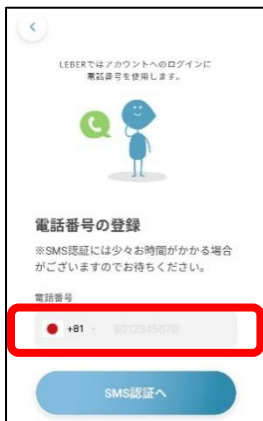 LEBERではアカウントへのログインに
電話番号を使用します。
電話番号の登録
※SMS認証には少々お時間がかかる場合
がございますのでお待ちください。
電話番号
+81 - 8012345678
SMS認証へ